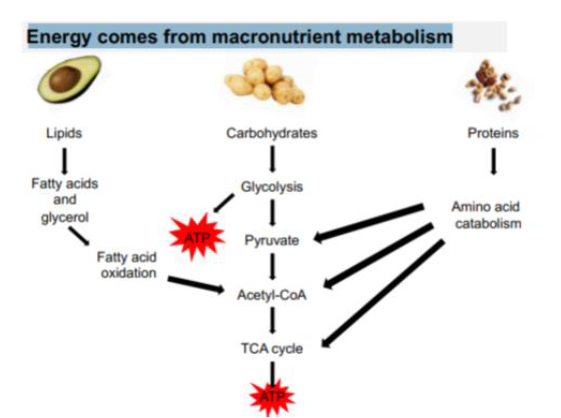 Energy comes from macronutrient metabolism
Lipids
Carbohydrates
Proteins
Fatty acids
and
glycerol
Glycolysis
Amino acid
catabolism
ATP
Pyruvate
Fatty acid
oxidation
Acetyl-CoA
TCA cycle
ATP